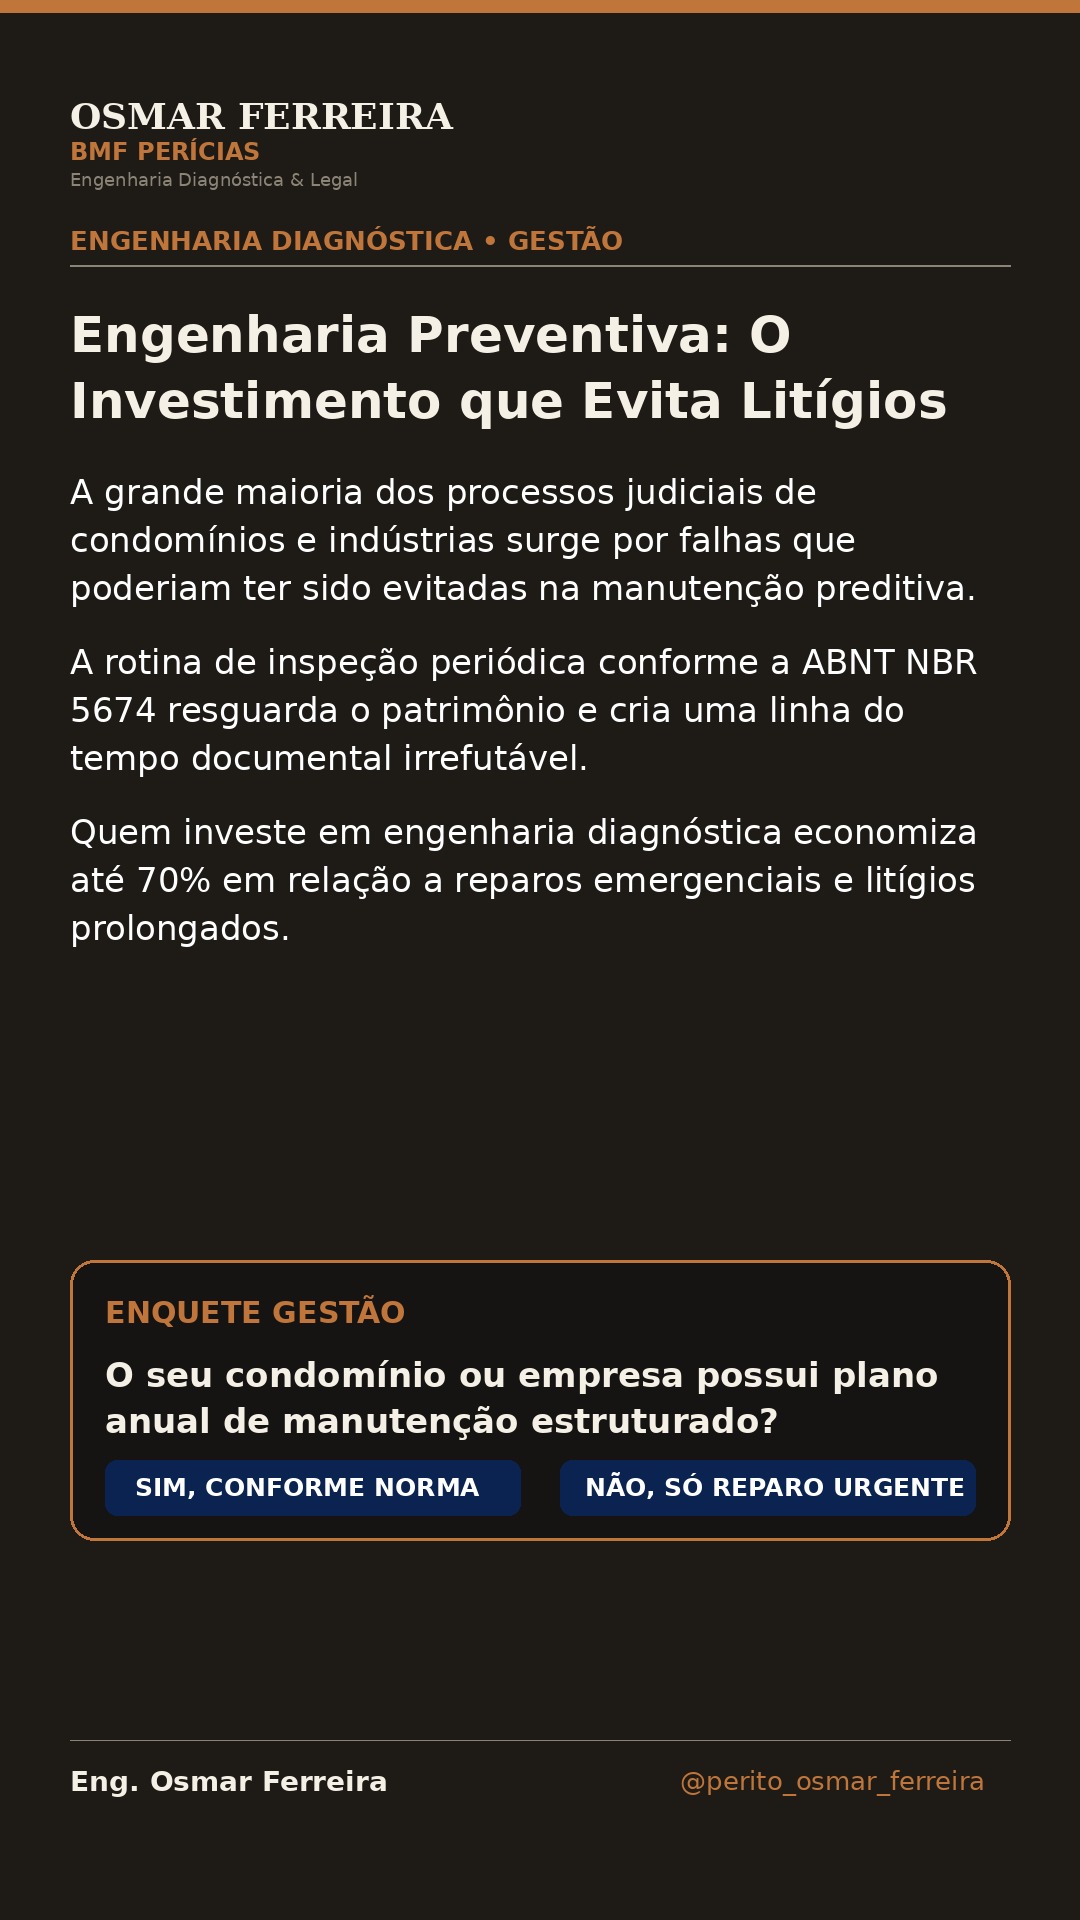 OSMAR FERREIRA
BMF PERÍCIAS
Engenharia Diagnóstica & Legal
ENGENHARIA DIAGNÓSTICA • GESTÃO
Engenharia Preventiva: O
Investimento que Evita Litígios
A grande maioria dos processos judiciais de
condomínios e indústrias surge por falhas que
poderiam ter sido evitadas na manutenção preditiva.
A rotina de inspeção periódica conforme a ABNT NBR
5674 resguarda o patrimônio e cria uma linha do
tempo documental irrefutável.
Quem investe em engenharia diagnóstica economiza
até 70% em relação a reparos emergenciais e litígios
prolongados.
ENQUETE GESTÃO
O seu condomínio ou empresa possui plano
anual de manutenção estruturado?
SIM, CONFORME NORMA
NÃO, SÓ REPARO URGENTE
Eng. Osmar Ferreira
@perito_osmar_ferreira